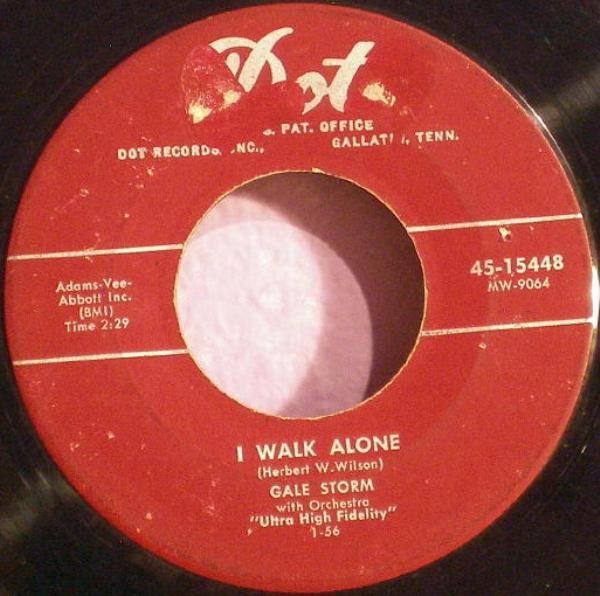 Dot
PAT. OFFICE
DOT RECORDS, INC., GALLATIN, TENN.
45-15448
MW-9064
Adams-Vee-
Abbott Inc.
(BMI)
Time 2:29
I WALK ALONE
(Herbert W. Wilson)
GALE STORM
with Orchestra
"Ultra High Fidelity"
1-56